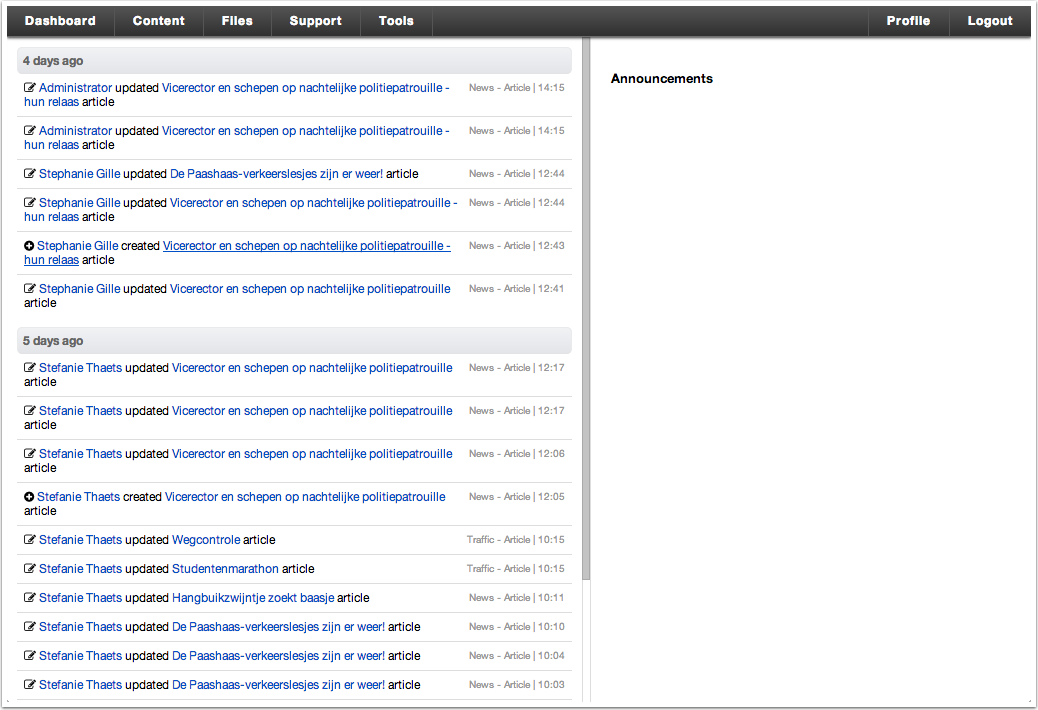 Dashboard Content Files Support Tools Profile Logout
4 days ago
Administrator updated Vicerector en schepen op nachtelijke politiepatrouille - News - Article | 14:15
hun relaas article
Administrator updated Vicerector en schepen op nachtelijke politiepatrouille - News - Article | 14:15
hun relaas article
Stephanie Gille updated De Paashaas-verkeerslesjes zijn er weer! article News - Article | 12:44
Stephanie Gille updated Vicerector en schepen op nachtelijke politiepatrouille - News - Article | 12:44
hun relaas article
Stephanie Gille created Vicerector en schepen op nachtelijke politiepatrouille - News - Article | 12:43
hun relaas article
Stephanie Gille updated Vicerector en schepen op nachtelijke politiepatrouille News - Article | 12:41
article
5 days ago
Stefanie Thaets updated Vicerector en schepen op nachtelijke politiepatrouille News - Article | 12:17
article
Stefanie Thaets updated Vicerector en schepen op nachtelijke politiepatrouille News - Article | 12:17
article
Stefanie Thaets updated Vicerector en schepen op nachtelijke politiepatrouille News - Article | 12:06
article
Stefanie Thaets created Vicerector en schepen op nachtelijke politiepatrouille News - Article | 12:05
article
Stefanie Thaets updated Wegcontrole article Traffic - Article | 10:15
Stefanie Thaets updated Studentenmarathon article Traffic - Article | 10:15
Stefanie Thaets updated Hangbuikzwijntje zoekt baasje article News - Article | 10:11
Stefanie Thaets updated De Paashaas-verkeerslesjes zijn er weer! article News - Article | 10:10
Stefanie Thaets updated De Paashaas-verkeerslesjes zijn er weer! article News - Article | 10:04
Stefanie Thaets updated De Paashaas-verkeerslesjes zijn er weer! article News - Article | 10:03
Announcements